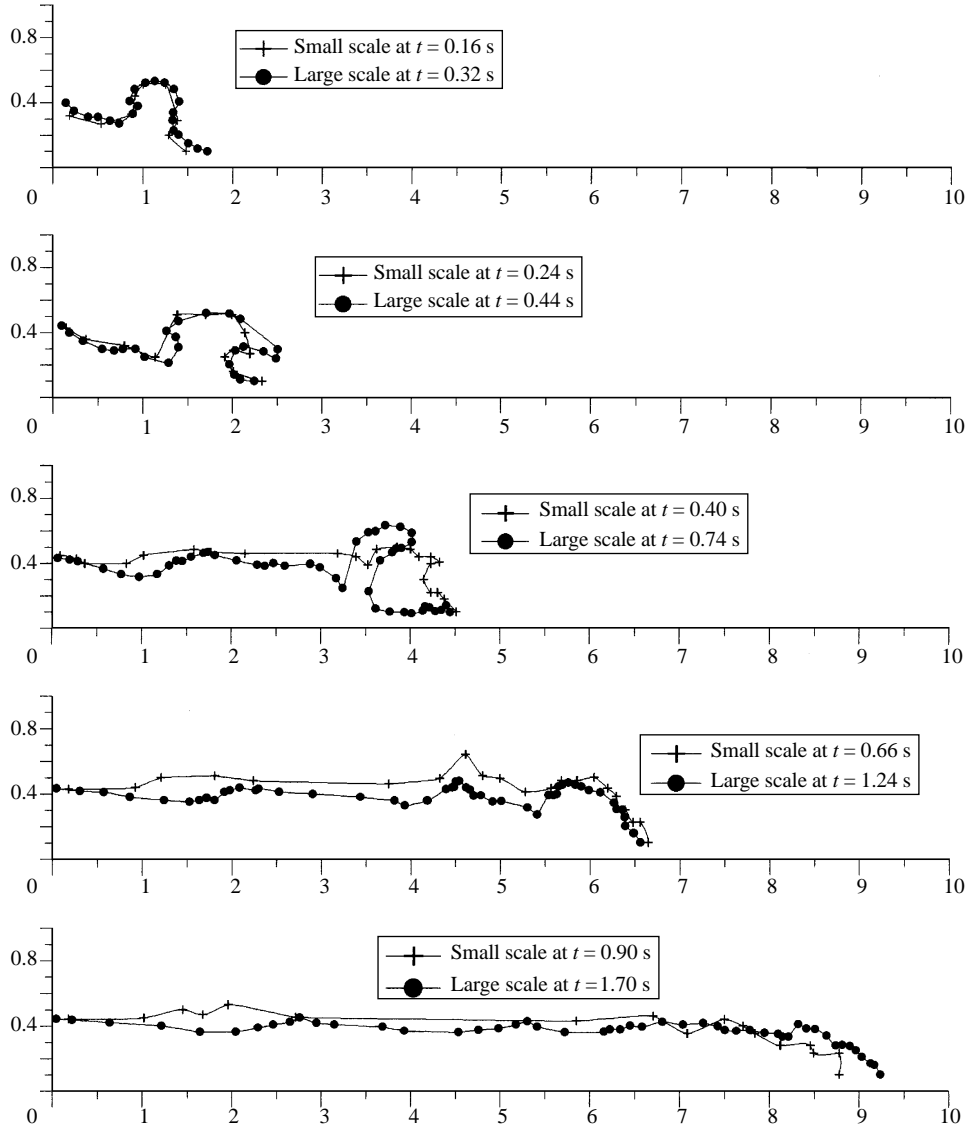 0.8
Small scale at t = 0.16 s
Large scale at t = 0.32 s
0.4
0 1 2 3 4 5 6 7 8 9 10
0.8
Small scale at t = 0.24 s
Large scale at t = 0.44 s
0.4
0 1 2 3 4 5 6 7 8 9 10
0.8
Small scale at t = 0.40 s
Large scale at t = 0.74 s
0.4
0 1 2 3 4 5 6 7 8 9 10
0.8
Small scale at t = 0.66 s
Large scale at t = 1.24 s
0.4
0 1 2 3 4 5 6 7 8 9 10
0.8
Small scale at t = 0.90 s
Large scale at t = 1.70 s
0.4
0 1 2 3 4 5 6 7 8 9 10